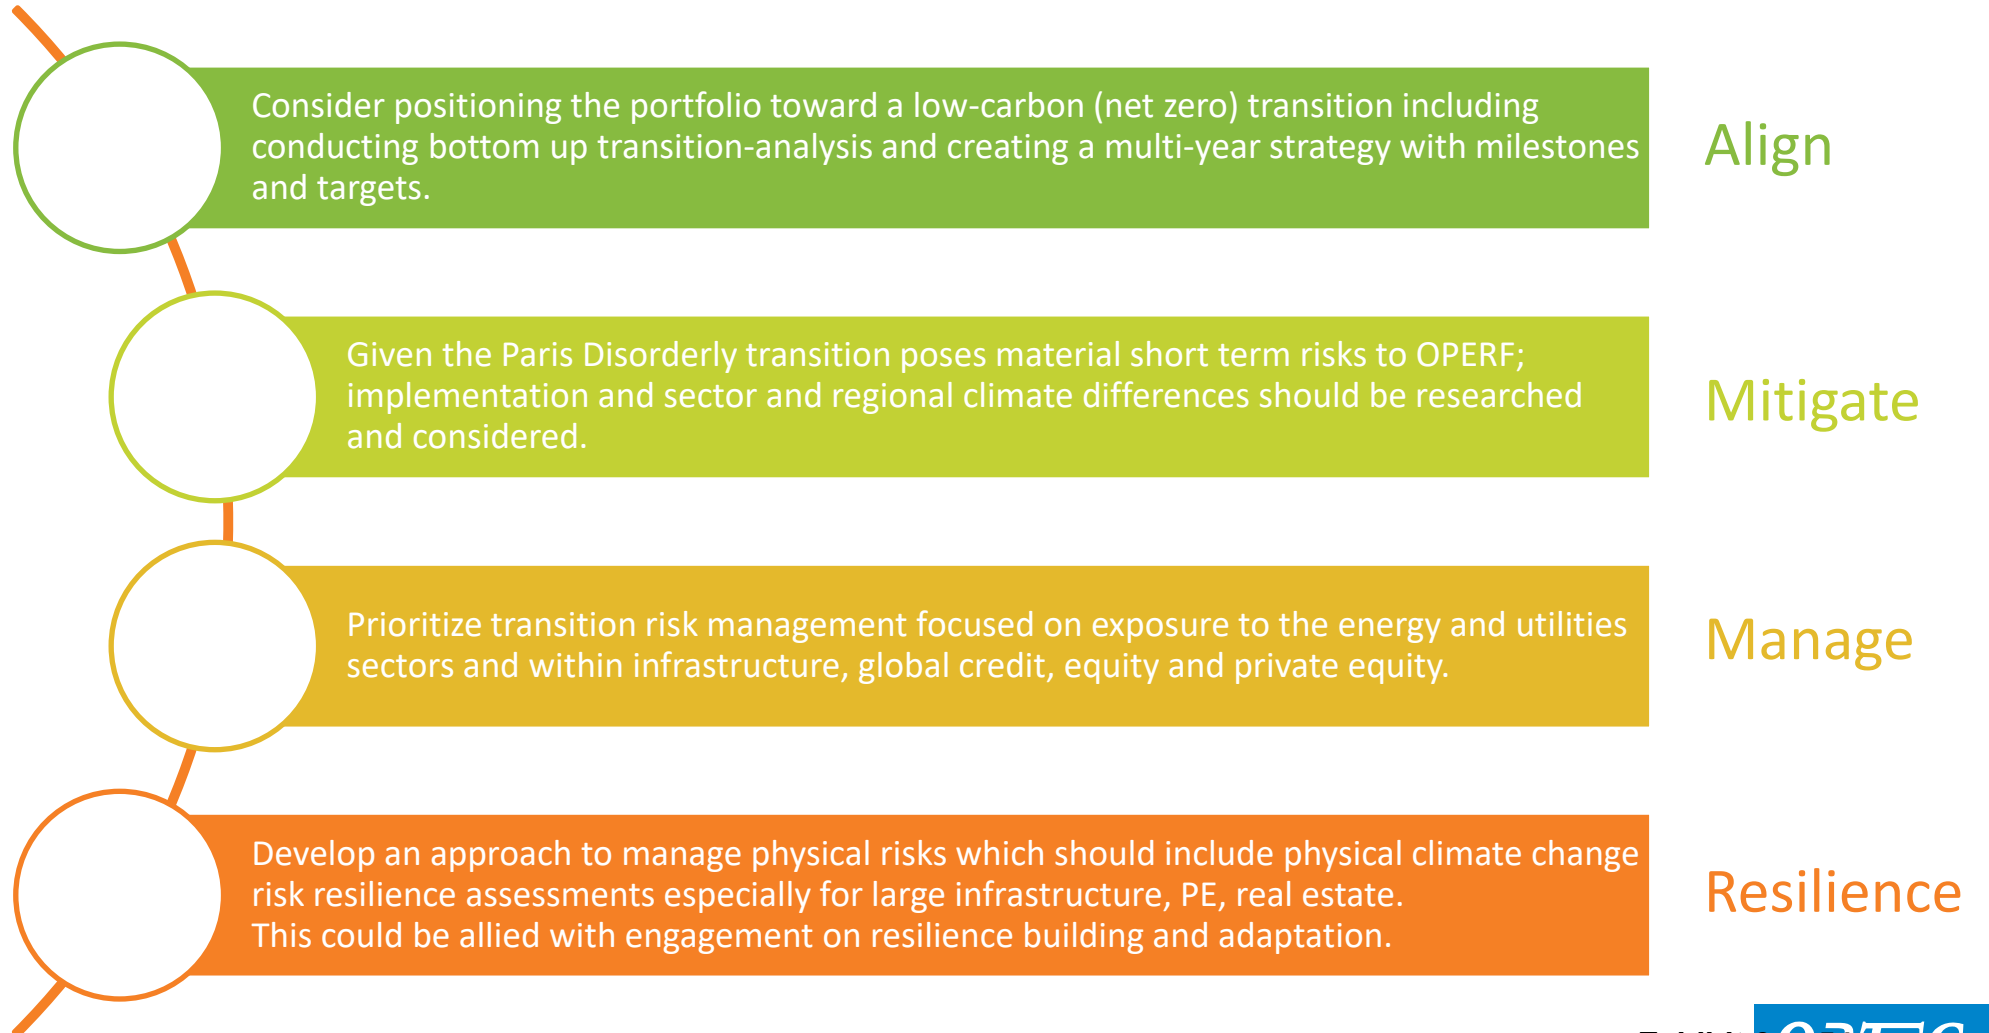 Consider positioning the portfolio toward a low-carbon (net zero) transition including
conducting bottom up transition-analysis and creating a multi-year strategy with milestones
and targets.
Align
Given the Paris Disorderly transition poses material short term risks to OPERF;
implementation and sector and regional climate differences should be researched
and considered.
Mitigate
Prioritize transition risk management focused on exposure to the energy and utilities
sectors and within infrastructure, global credit, equity and private equity.
Manage
Develop an approach to manage physical risks which should include physical climate change
risk resilience assessments especially for large infrastructure, PE, real estate.
This could be allied with engagement on resilience building and adaptation.
Resilience